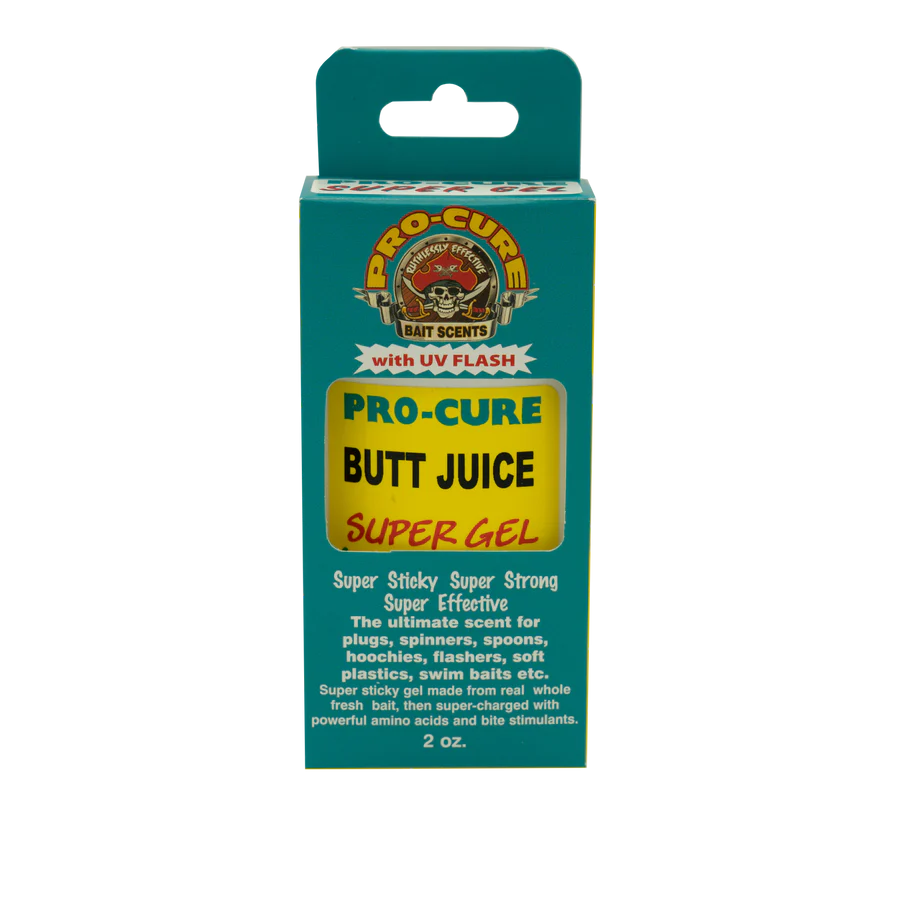 PRO-CURE
SUPER GEL
PRO-CURE
RUTHLESSLY EFFECTIVE
BAIT SCENTS
with UV FLASH
PRO-CURE
BUTT JUICE
SUPER GEL
Super Sticky Super Strong
Super Effective
The ultimate scent for
plugs, spinners, spoons,
hoochies, flashers, soft
plastics, swim baits etc.
Super sticky gel made from real whole
fresh bait, then super-charged with
powerful amino acids and bite stimulants.
2 oz.